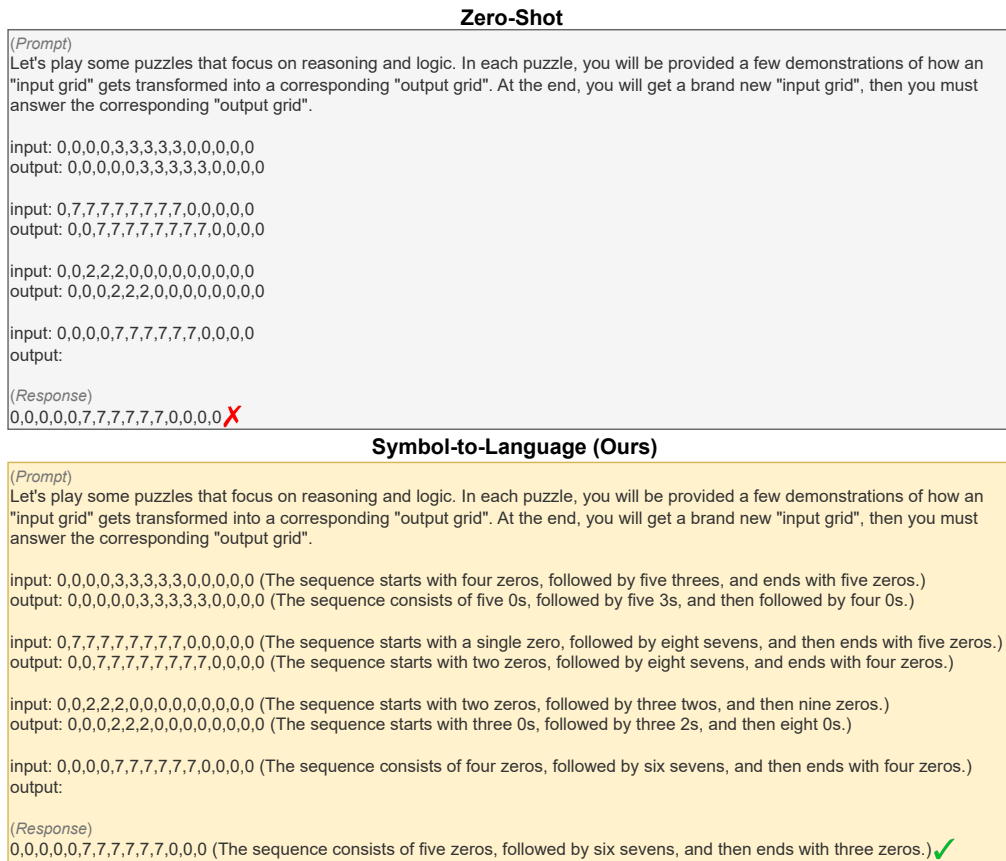 Zero-Shot
(Prompt)
Let's play some puzzles that focus on reasoning and logic. In each puzzle, you will be provided a few demonstrations of how an
"input grid" gets transformed into a corresponding "output grid". At the end, you will get a brand new "input grid", then you must
answer the corresponding "output grid".
input: 0,0,0,0,3,3,3,3,3,0,0,0,0,0
output: 0,0,0,0,0,3,3,3,3,3,0,0,0,0
input: 0,7,7,7,7,7,7,7,7,0,0,0,0,0
output: 0,0,7,7,7,7,7,7,7,7,0,0,0,0
input: 0,0,2,2,2,0,0,0,0,0,0,0,0,0
output: 0,0,0,2,2,2,0,0,0,0,0,0,0,0
input: 0,0,0,0,7,7,7,7,7,7,0,0,0,0
output:
(Response)
0,0,0,0,0,7,7,7,7,7,7,0,0,0,0 ✗
Symbol-to-Language (Ours)
(Prompt)
Let's play some puzzles that focus on reasoning and logic. In each puzzle, you will be provided a few demonstrations of how an
"input grid" gets transformed into a corresponding "output grid". At the end, you will get a brand new "input grid", then you must
answer the corresponding "output grid".
input: 0,0,0,0,3,3,3,3,3,0,0,0,0,0 (The sequence starts with four zeros, followed by five threes, and ends with five zeros.)
output: 0,0,0,0,0,3,3,3,3,3,0,0,0,0 (The sequence consists of five 0s, followed by five 3s, and then followed by four 0s.)
input: 0,7,7,7,7,7,7,7,7,0,0,0,0,0 (The sequence starts with a single zero, followed by eight sevens, and then ends with five zeros.)
output: 0,0,7,7,7,7,7,7,7,7,0,0,0,0 (The sequence starts with two zeros, followed by eight sevens, and ends with four zeros.)
input: 0,0,2,2,2,0,0,0,0,0,0,0,0,0 (The sequence starts with two zeros, followed by three twos, and then nine zeros.)
output: 0,0,0,2,2,2,0,0,0,0,0,0,0,0 (The sequence starts with three 0s, followed by three 2s, and then eight 0s.)
input: 0,0,0,0,7,7,7,7,7,7,0,0,0,0 (The sequence consists of four zeros, followed by six sevens, and then ends with four zeros.)
output:
(Response)
0,0,0,0,0,7,7,7,7,7,7,0,0,0 (The sequence consists of five zeros, followed by six sevens, and then ends with three zeros.) ✓